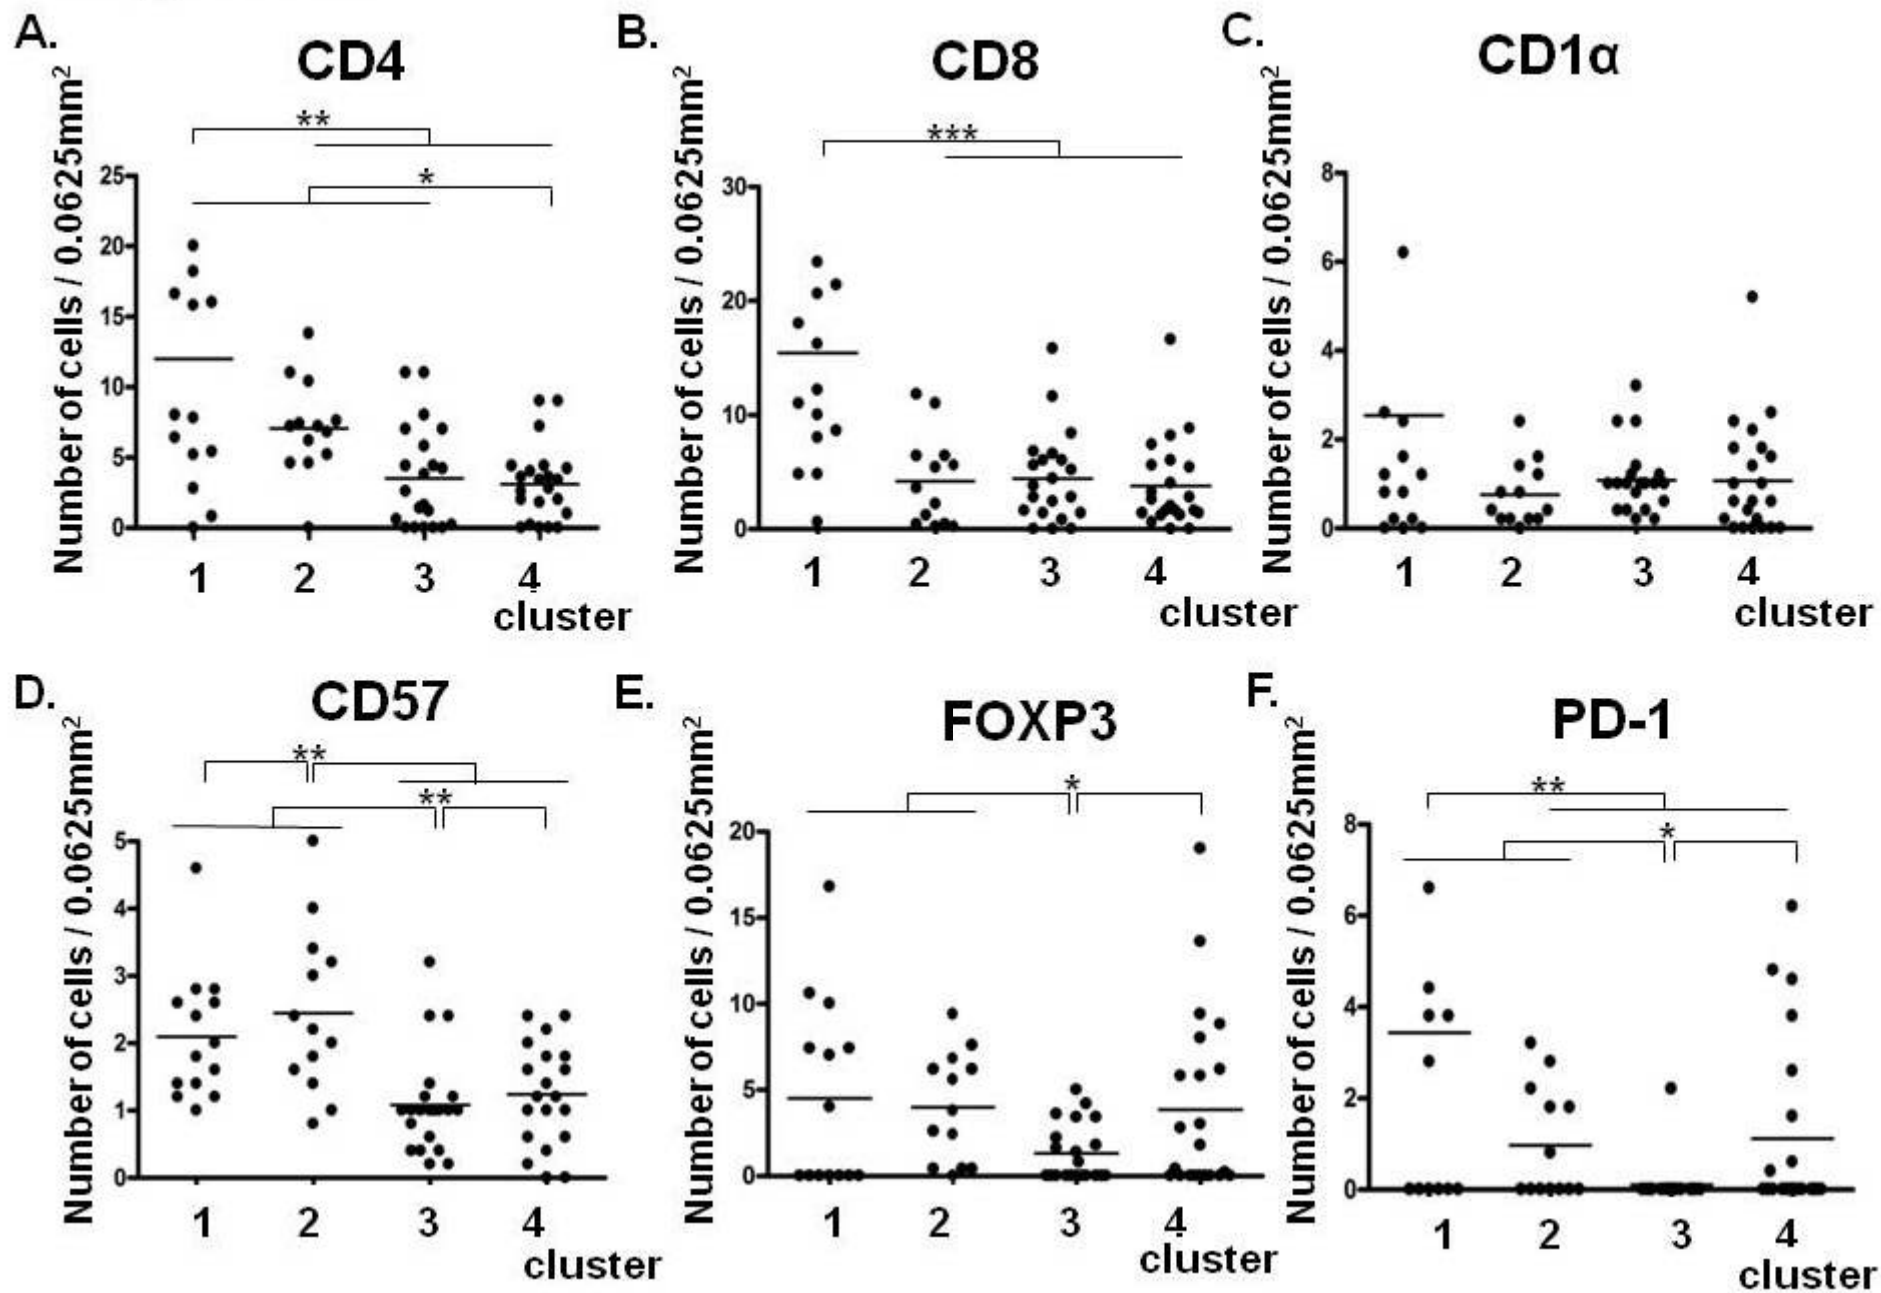 A.
CD4
Number of cells / 0.0625mm²
**
*
25
20
15
10
5
0
1 2 3 4
cluster
B.
CD8
Number of cells / 0.0625mm²
***
30
20
10
0
1 2 3 4
cluster
C.
CD1α
Number of cells / 0.0625mm²
8
6
4
2
0
1 2 3 4
cluster
D.
CD57
Number of cells / 0.0625mm²
**
**
5
4
3
2
1
0
1 2 3 4
cluster
E.
FOXP3
Number of cells / 0.0625mm²
*
20
15
10
5
0
1 2 3 4
cluster
F.
PD-1
Number of cells / 0.0625mm²
**
*
8
6
4
2
0
1 2 3 4
cluster